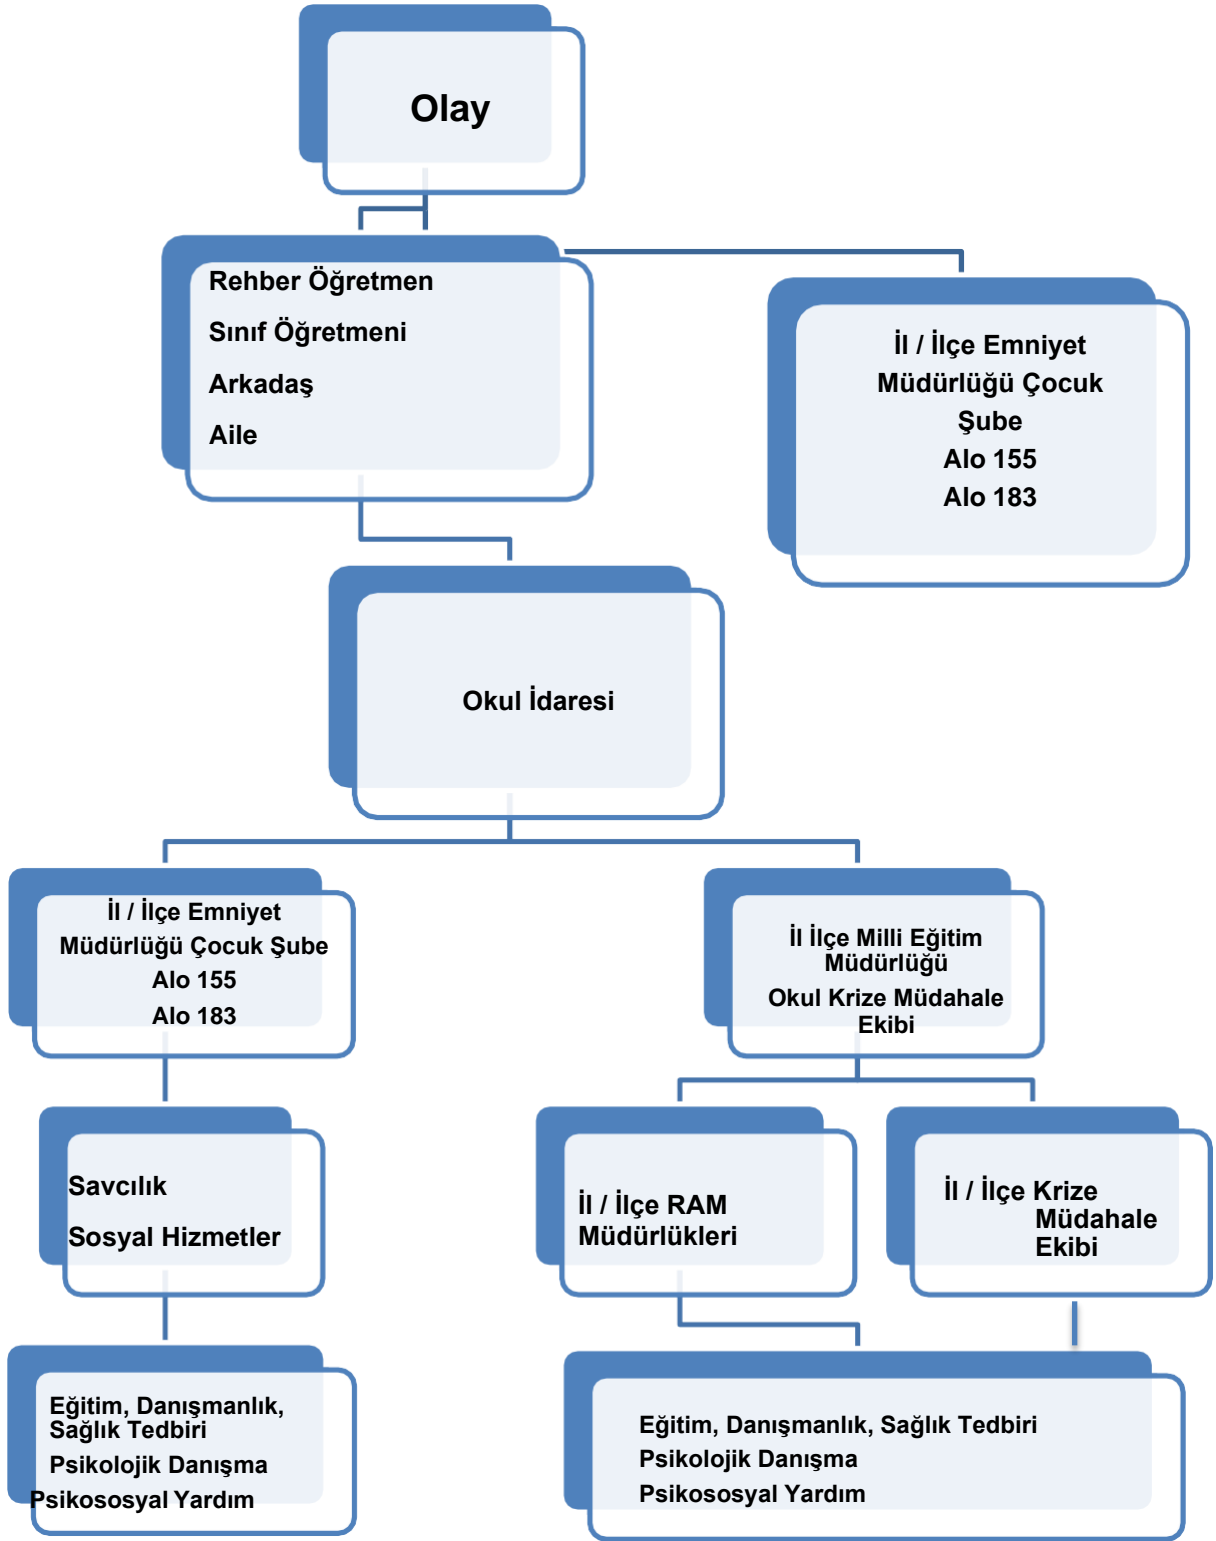 Olay
Rehber Öğretmen
Sınıf Öğretmeni
Arkadaş
Aile
İl / İlçe Emniyet
Müdürlüğü Çocuk
Şube
Alo 155
Alo 183
Okul İdaresi
İl / İlçe Emniyet
Müdürlüğü Çocuk Şube
Alo 155
Alo 183
İl İlçe Milli Eğitim
Müdürlüğü
Okul Krize Müdahale
Ekibi
Savcılık
Sosyal Hizmetler
İl / İlçe RAM
Müdürlükleri
İl / İlçe Krize
Müdahale
Ekibi
Eğitim, Danışmanlık,
Sağlık Tedbiri
Psikolojik Danışma
Psikososyal Yardım
Eğitim, Danışmanlık, Sağlık Tedbiri
Psikolojik Danışma
Psikososyal Yardım